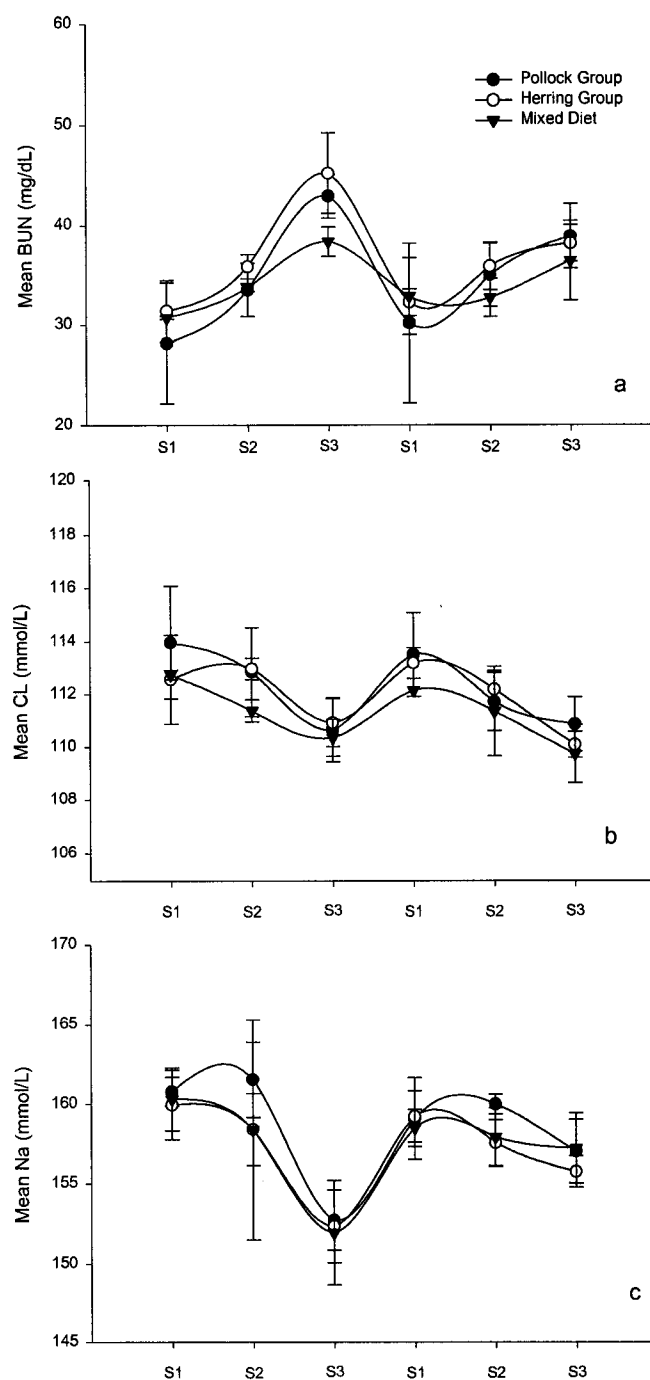 60
50
40
30
20
Mean BUN (mg/dL)
Pollock Group
Herring Group
Mixed Diet
a
S1 S2 S3 S1 S2 S3
120
118
116
114
112
110
108
106
Mean CL (mmol/L)
b
S1 S2 S3 S1 S2 S3
170
165
160
155
150
145
Mean Na (mmol/L)
c
S1 S2 S3 S1 S2 S3